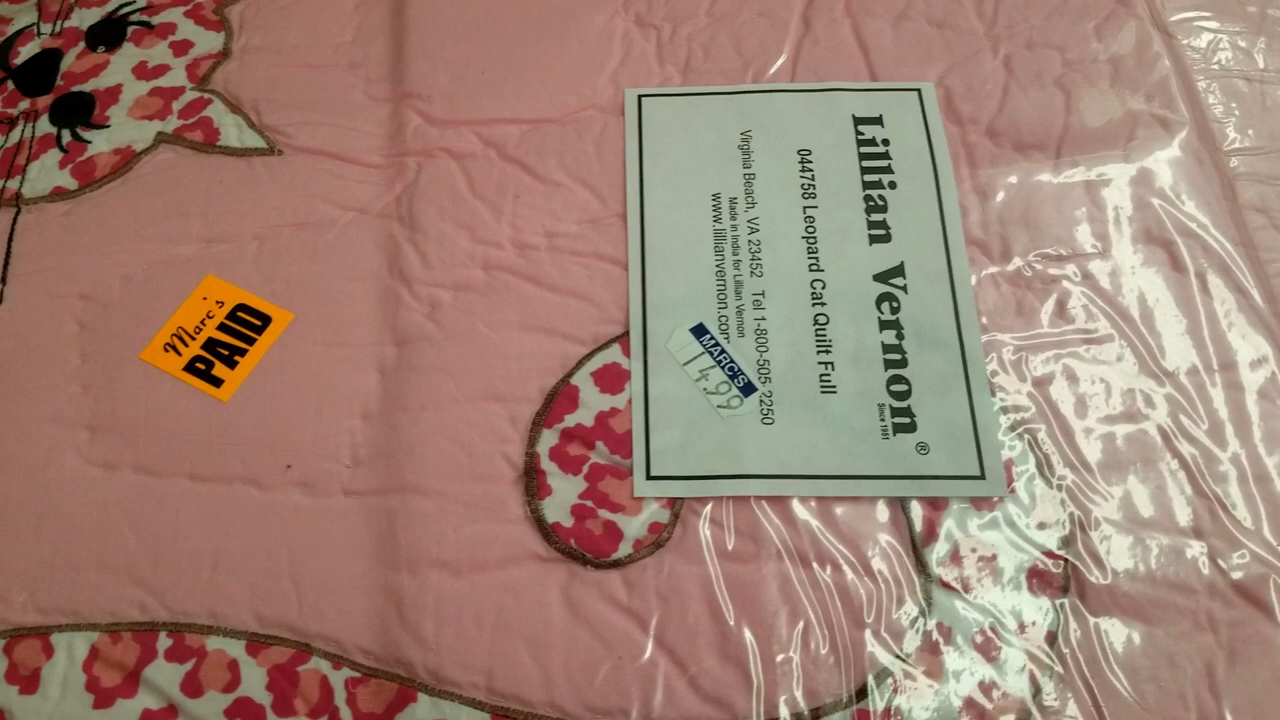 Lillian Vernon®
Since 1951
044758 Leopard Cat Quilt Full
Virginia Beach, VA 23452 Tel 1-800-505-2250
Made in India for Lillian Vernon
www.lillianvernon.com
MARC'S
14.99
Marc's
PAID